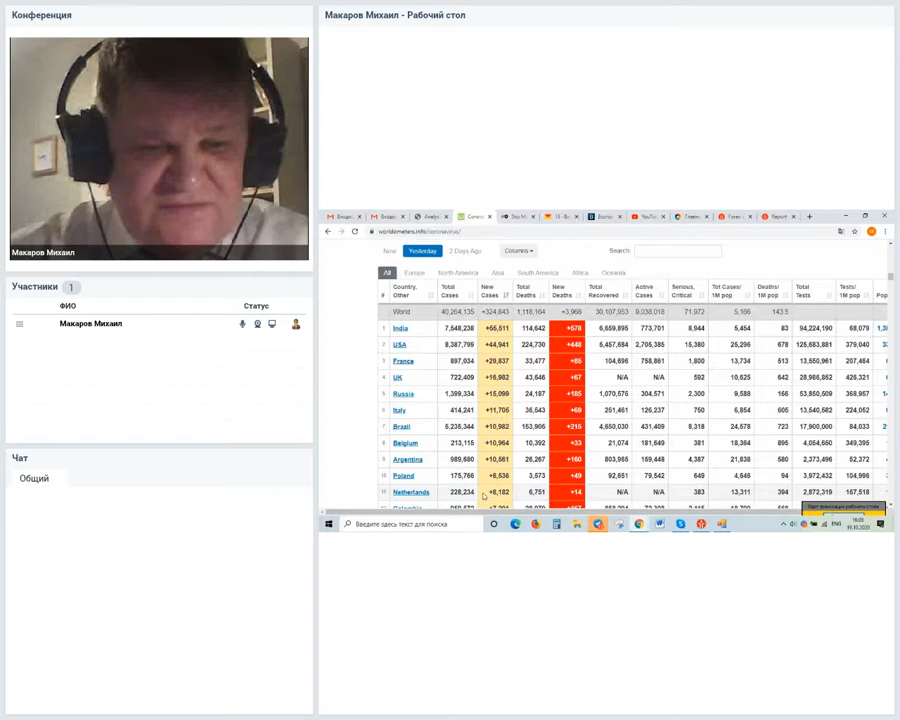 Конференция
Макаров Михаил
Участники 1
ФИО Статус
Макаров Михаил
Чат
Общий
Макаров Михаил - Рабочий стол
worldometers.info/coronavirus/
Now Yesterday 2 Days Ago Columns Search:
All Europe North America Asia South America Africa Oceania
# Country, Other Total Cases New Cases Total Deaths New Deaths Total Recovered Active Cases Serious, Critical Tot Cases/ 1M pop Deaths/ 1M pop Total Tests Tests/ 1M pop Pop
World 40,264,135 +324,843 1,118,164 +3,968 30,107,953 9,038,018 71,972 5,166 143.5
1 India 7,548,238 +55,511 114,642 +578 6,659,895 773,701 8,944 5,454 83 94,224,190 68,079
2 USA 8,387,799 +44,941 224,730 +448 5,457,684 2,705,385 15,380 25,296 678 125,683,881 379,040
3 France 897,034 +29,837 33,477 +85 104,696 758,861 1,800 13,734 513 13,550,961 207,464
4 UK 722,409 +16,982 43,646 +67 N/A N/A 592 10,625 642 28,986,852 426,321
5 Russia 1,399,334 +15,099 24,187 +185 1,070,576 304,571 2,300 9,588 166 53,850,509 368,957
6 Italy 414,241 +11,705 36,543 +69 251,461 126,237 750 6,854 605 13,540,582 224,052
7 Brazil 5,235,344 +10,982 153,905 +215 4,650,030 431,409 8,318 24,578 723 17,900,000 84,033
8 Belgium 213,115 +10,964 10,392 +33 21,074 181,649 381 18,364 895 4,054,650 349,395
9 Argentina 989,680 +10,561 26,267 +160 803,965 159,448 4,392 21,838 580 2,523,496 52,372
10 Poland 175,766 +8,536 3,573 +49 92,651 79,542 649 4,646 94 3,972,432 104,996
11 Netherlands 228,234 +8,182 6,751 +14 N/A N/A 383 13,311 394 2,872,319 167,518
Идет трансляция рабочего стола
Введите здесь текст для поиска ENG 16:03
19.10.2020